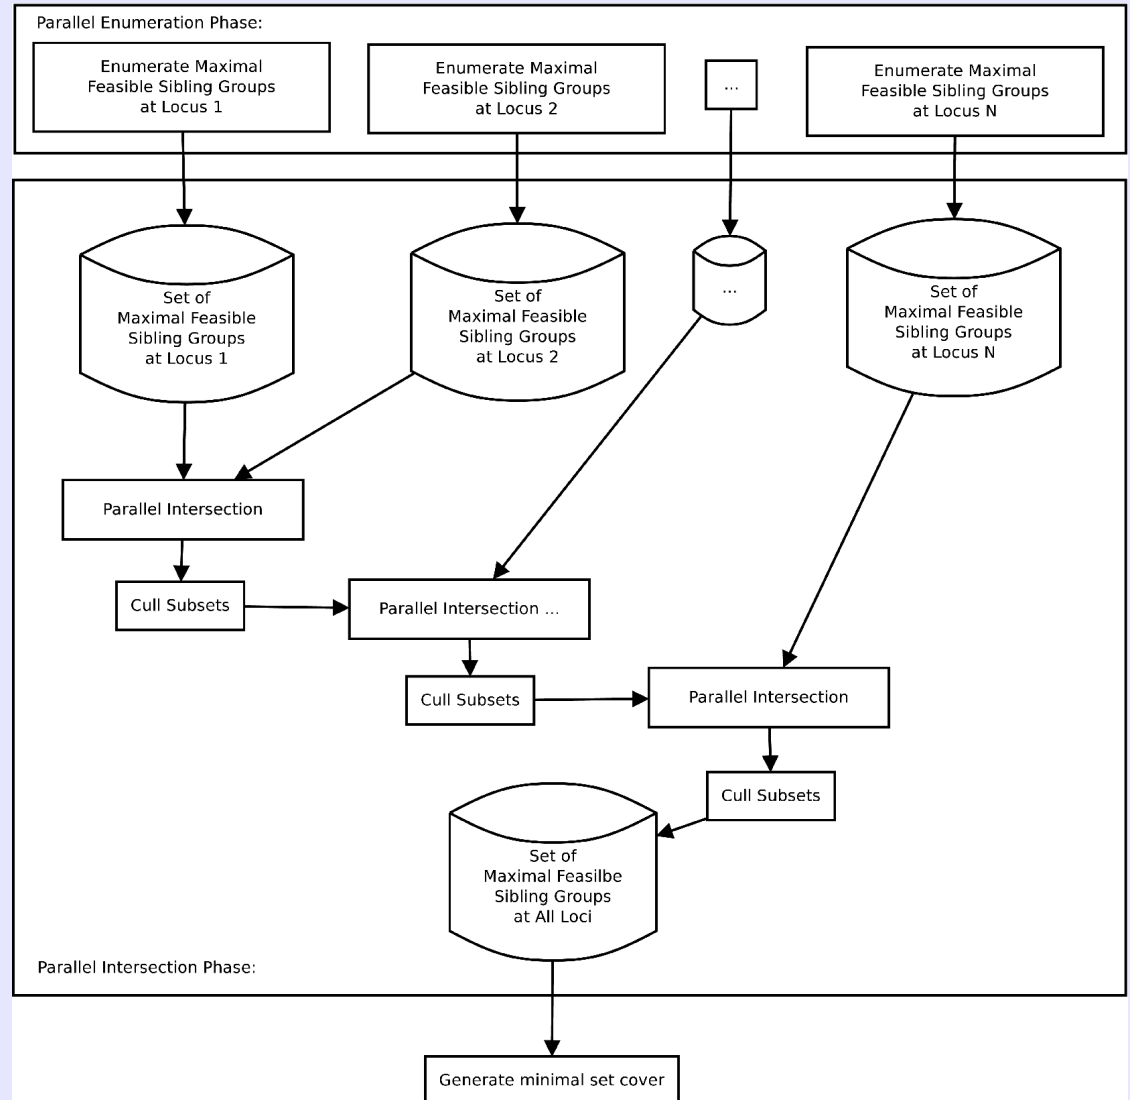 Parallel Enumeration Phase:
Enumerate Maximal
Feasible Sibling Groups
at Locus 1
Enumerate Maximal
Feasible Sibling Groups
at Locus 2
...
Enumerate Maximal
Feasible Sibling Groups
at Locus N
Set of
Maximal Feasible
Sibling Groups
at Locus 1
Set of
Maximal Feasible
Sibling Groups
at Locus 2
...
Set of
Maximal Feasible
Sibling Groups
at Locus N
Parallel Intersection
Cull Subsets
Parallel Intersection ...
Cull Subsets
Parallel Intersection
Cull Subsets
Set of
Maximal Feasilbe
Sibling Groups
at All Loci
Parallel Intersection Phase:
Generate minimal set cover